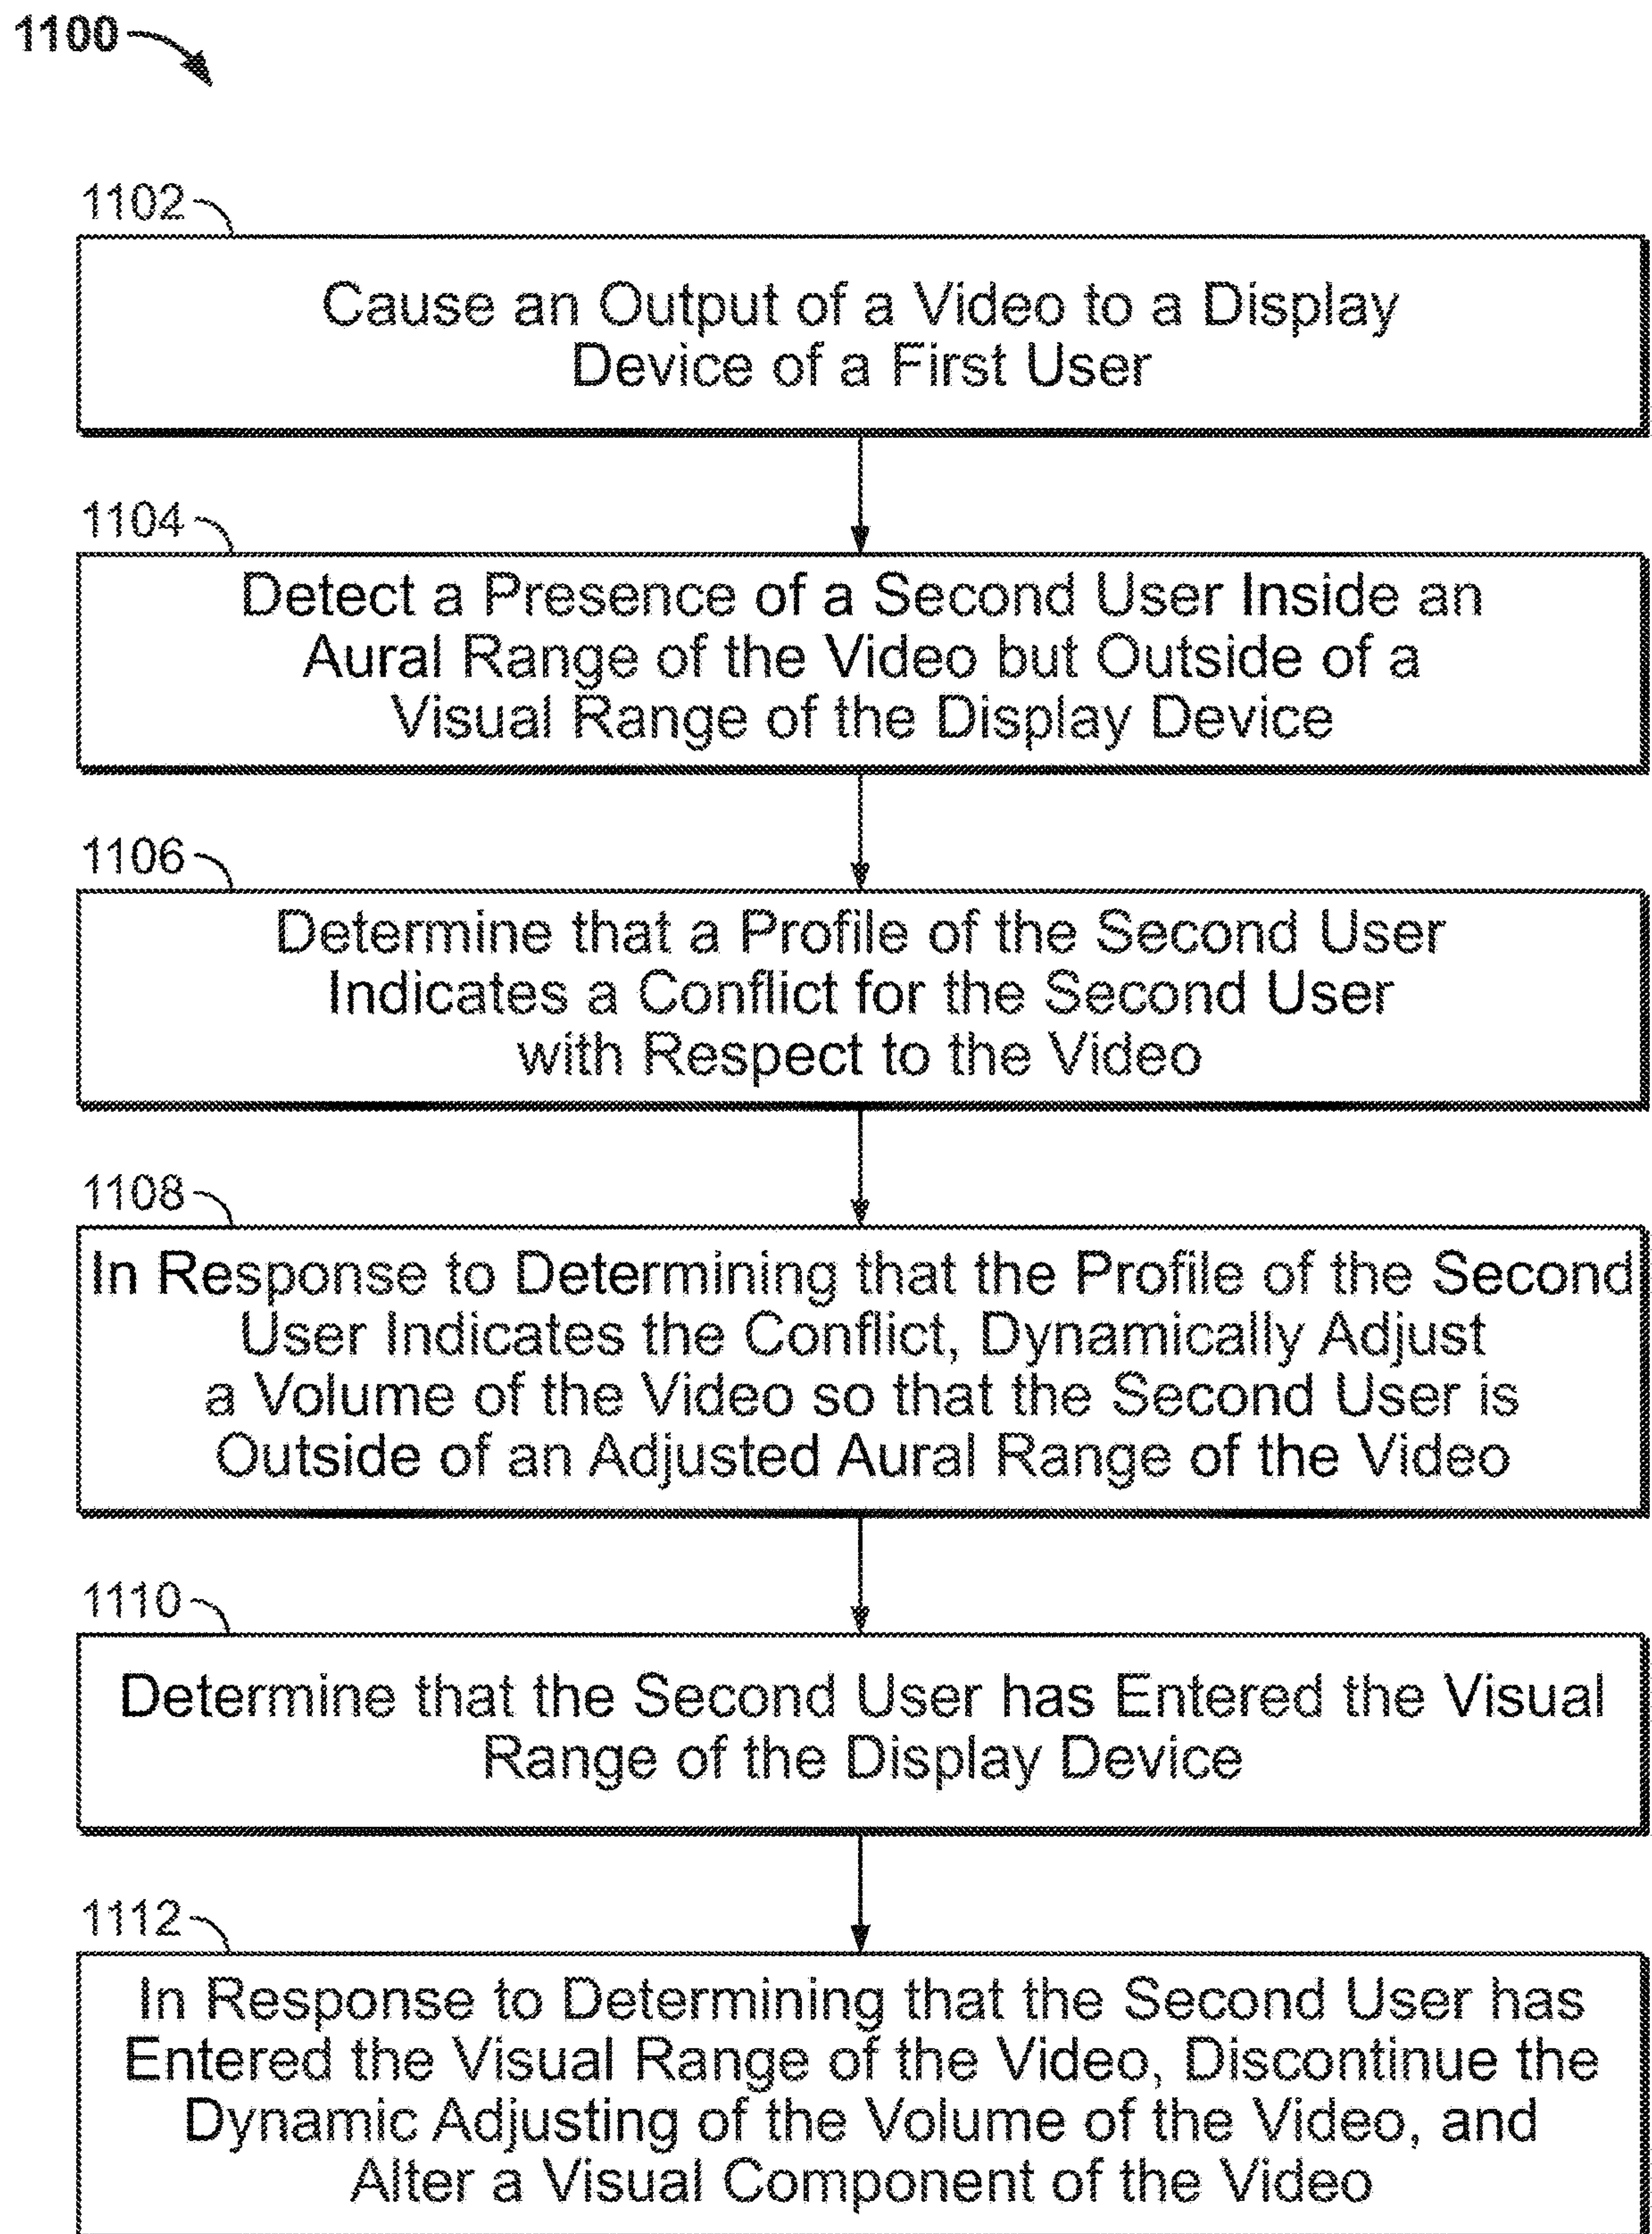 1100
1102
Cause an Output of a Video to a Display
Device of a First User
1104
Detect a Presence of a Second User Inside an
Aural Range of the Video but Outside of a
Visual Range of the Display Device
1106
Determine that a Profile of the Second User
Indicates a Conflict for the Second User
with Respect to the Video
1108
In Response to Determining that the Profile of the Second
User Indicates the Conflict, Dynamically Adjust
a Volume of the Video so that the Second User is
Outside of an Adjusted Aural Range of the Video
1110
Determine that the Second User has Entered the Visual
Range of the Display Device
1112
In Response to Determining that the Second User has
Entered the Visual Range of the Video, Discontinue the
Dynamic Adjusting of the Volume of the Video, and
Alter a Visual Component of the Video